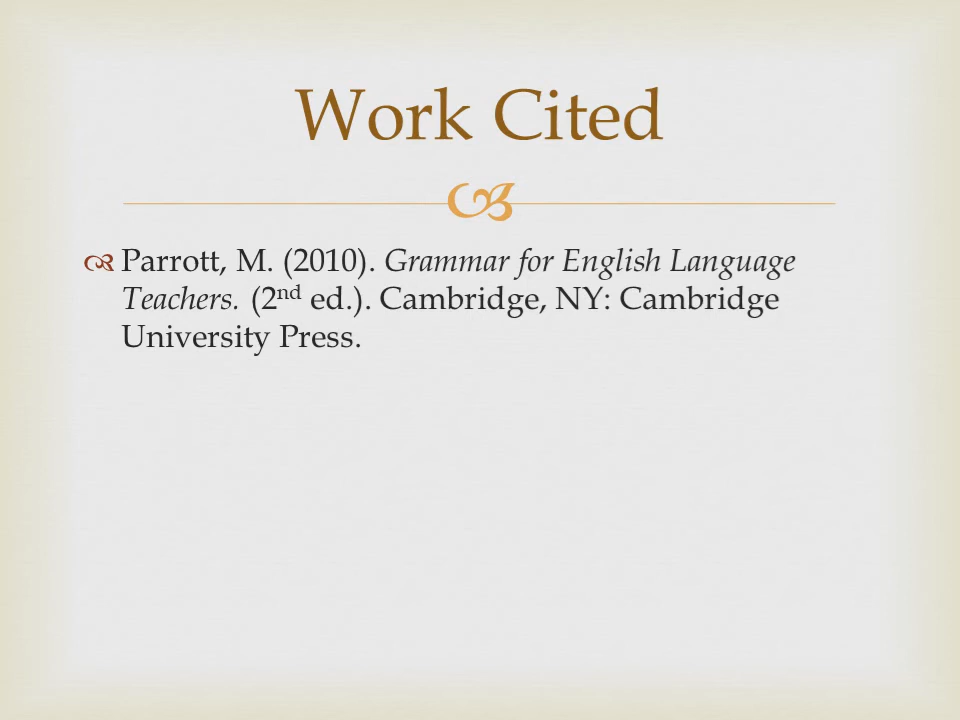 Work Cited
Parrott, M. (2010). Grammar for English Language
Teachers. (2nd ed.). Cambridge, NY: Cambridge
University Press.